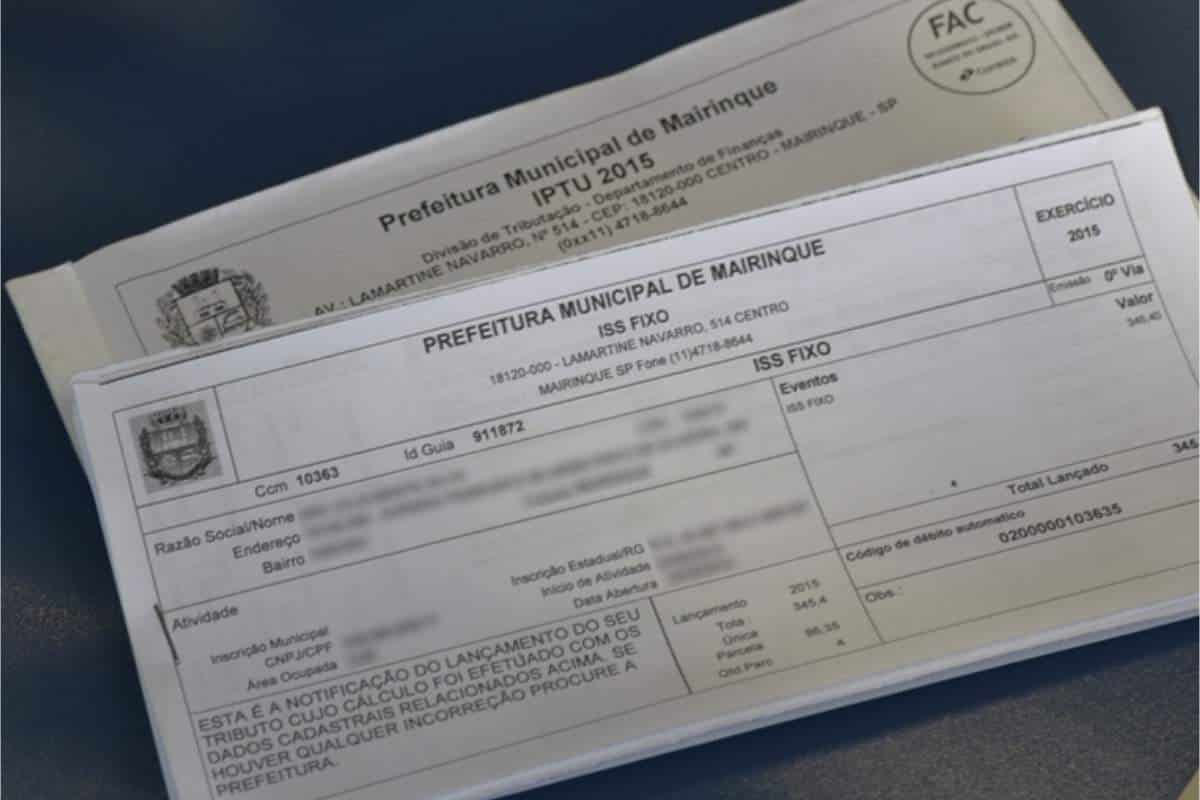 FAC
Correios
Prefeitura Municipal de Mairinque
IPTU 2015
Divisão de Tributação - Departamento de Finanças
AV.: LAMARTINE NAVARRO, Nº 514 - CEP: 18120-000 CENTRO - MAIRINQUE - SP
(0xx11) 4718-8644
PREFEITURA MUNICIPAL DE MAIRINQUE
ISS FIXO
18120-000 - LAMARTINE NAVARRO, 514 CENTRO
MAIRINQUE SP Fone (11)4718-8644
EXERCÍCIO
2015
Emissão 0ª Via
ISS FIXO
Ccm 10363 Id Guia 911872
Eventos Valor
ISS FIXO 345,40
Razão Social/Nome
Endereço
Bairro
Total Lançado 345
Código de débito automatico
0200000103635
Obs.:
Atividade
Inscrição Estadual/RG
Início de Atividade
Data Abertura
Inscrição Municipal
CNPJ/CPF
Área Ocupada
Lançamento 2015
Tota: 345.4
Única
Parcela 86,35
Qtd.Parc 4
ESTA É A NOTIFICAÇÃO DO LANÇAMENTO DO SEU
TRIBUTO CUJO CÁLCULO FOI EFETUADO COM OS
DADOS CADASTRAIS RELACIONADOS ACIMA. SE
HOUVER QUALQUER INCORREÇÃO PROCURE A
PREFEITURA.